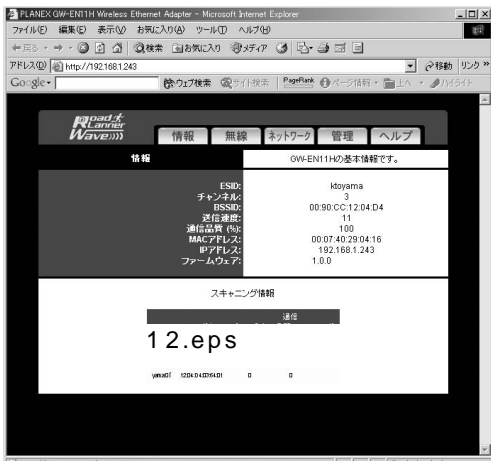 PLANEX GW-EN11H Wireless Ethernet Adapter - Microsoft Internet Explorer
ファイル(F) 編集(E) 表示(V) お気に入り(A) ツール(T) ヘルプ(H)
戻る 検索 お気に入り メディア
アドレス(D) http://192.168.1.243 移動 リンク »
Google ウェブ検索 サイト検索 PageRank ページ情報 上へ ハイライト
Road Lanner Wave
情報 無線 ネットワーク 管理 ヘルプ
情報 GW-EN11Hの基本情報です。
ESID: ktoyama
チャンネル: 3
BSSID: 00:90:CC:12:04:D4
送信速度: 11
通信品質 (%): 100
MACアドレス: 00:07:40:29:04:16
IPアドレス: 192.168.1.243
ファームウェア: 1.0.0
スキャニング情報
通信
12.eps
0 0